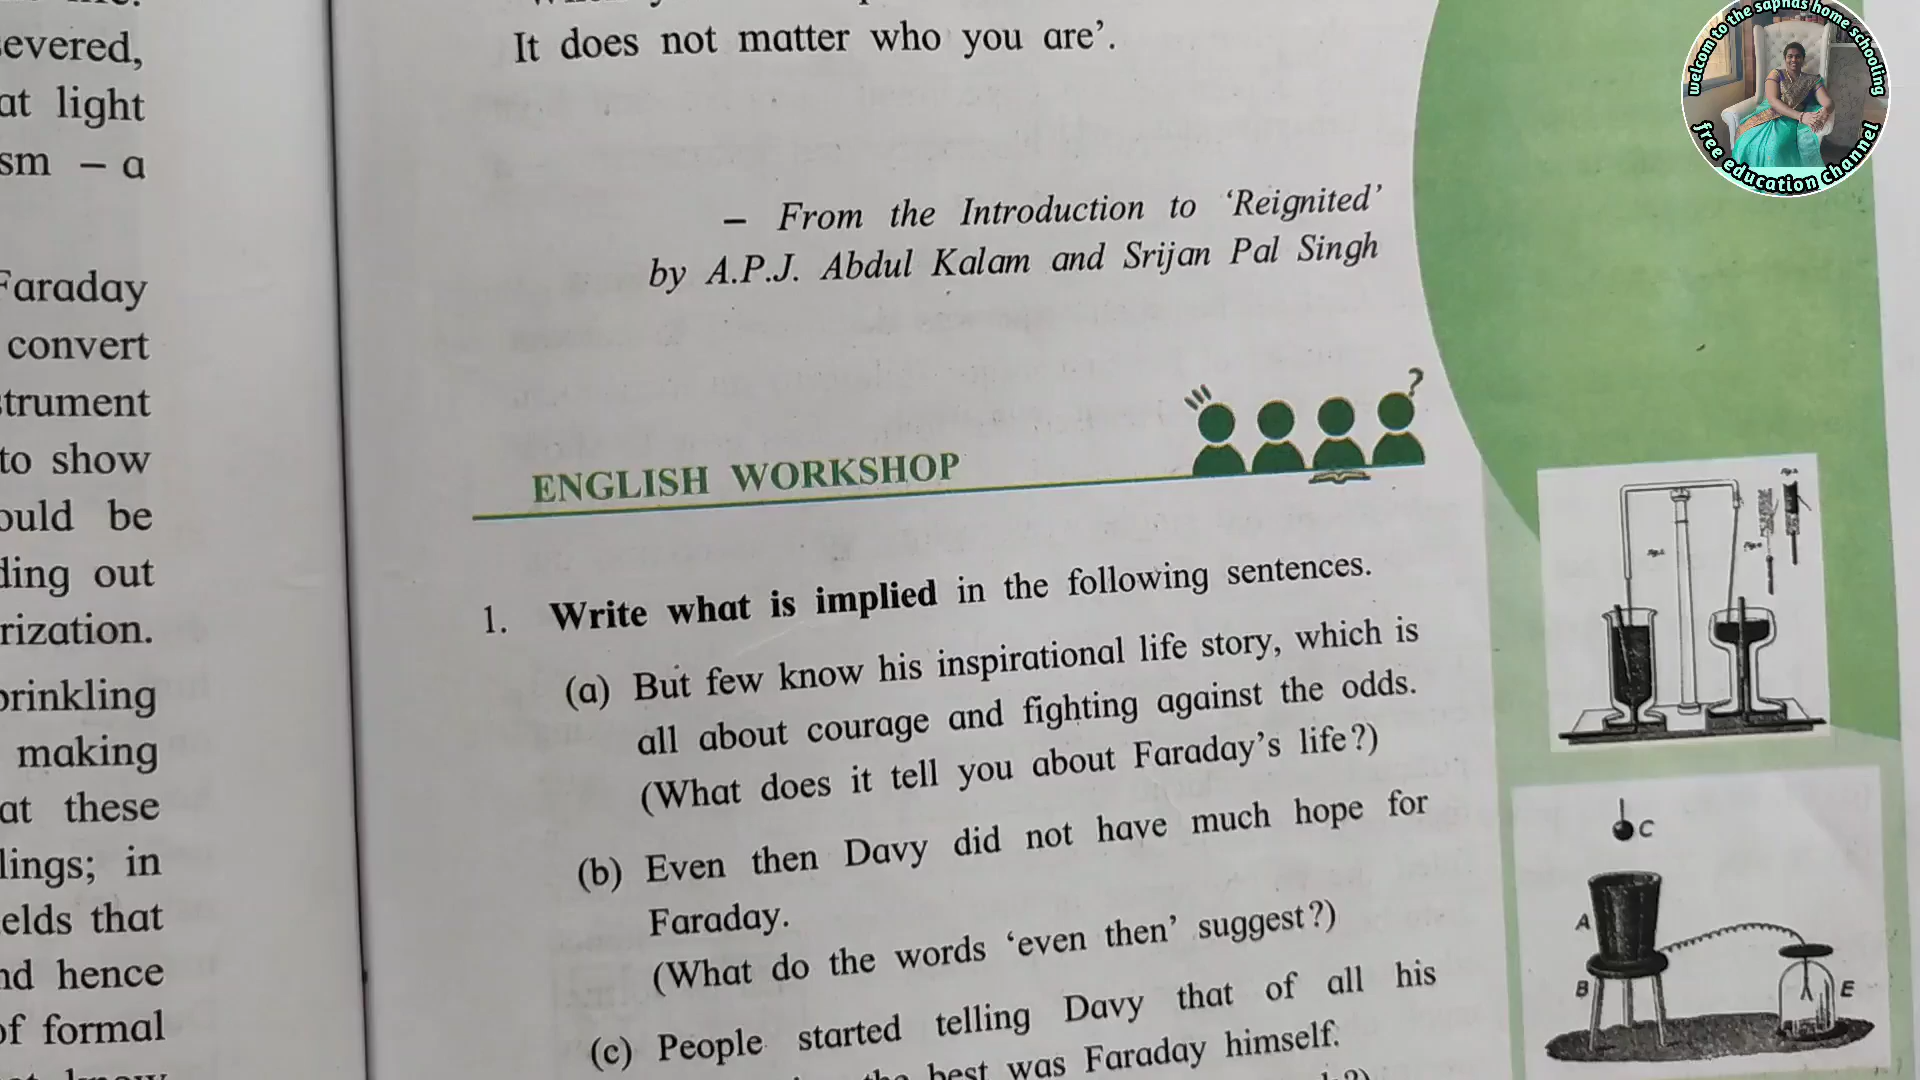 evered,
at light
sm – a
Faraday
convert
strument
to show
ould be
ding out
rization.
prinkling
making
at these
lings; in
elds that
nd hence
of formal
It does not matter who you are’.
– From the Introduction to ‘Reignited’
by A.P.J. Abdul Kalam and Srijan Pal Singh
ENGLISH WORKSHOP
?
1. Write what is implied in the following sentences.
(a) But few know his inspirational life story, which is
all about courage and fighting against the odds.
(What does it tell you about Faraday’s life?)
(b) Even then Davy did not have much hope for
Faraday.
(What do the words ‘even then’ suggest?)
(c) People started telling Davy that of all his
the best was Faraday himself.
welcom to the sapnas home schooling
free education channel
C
A
B
E